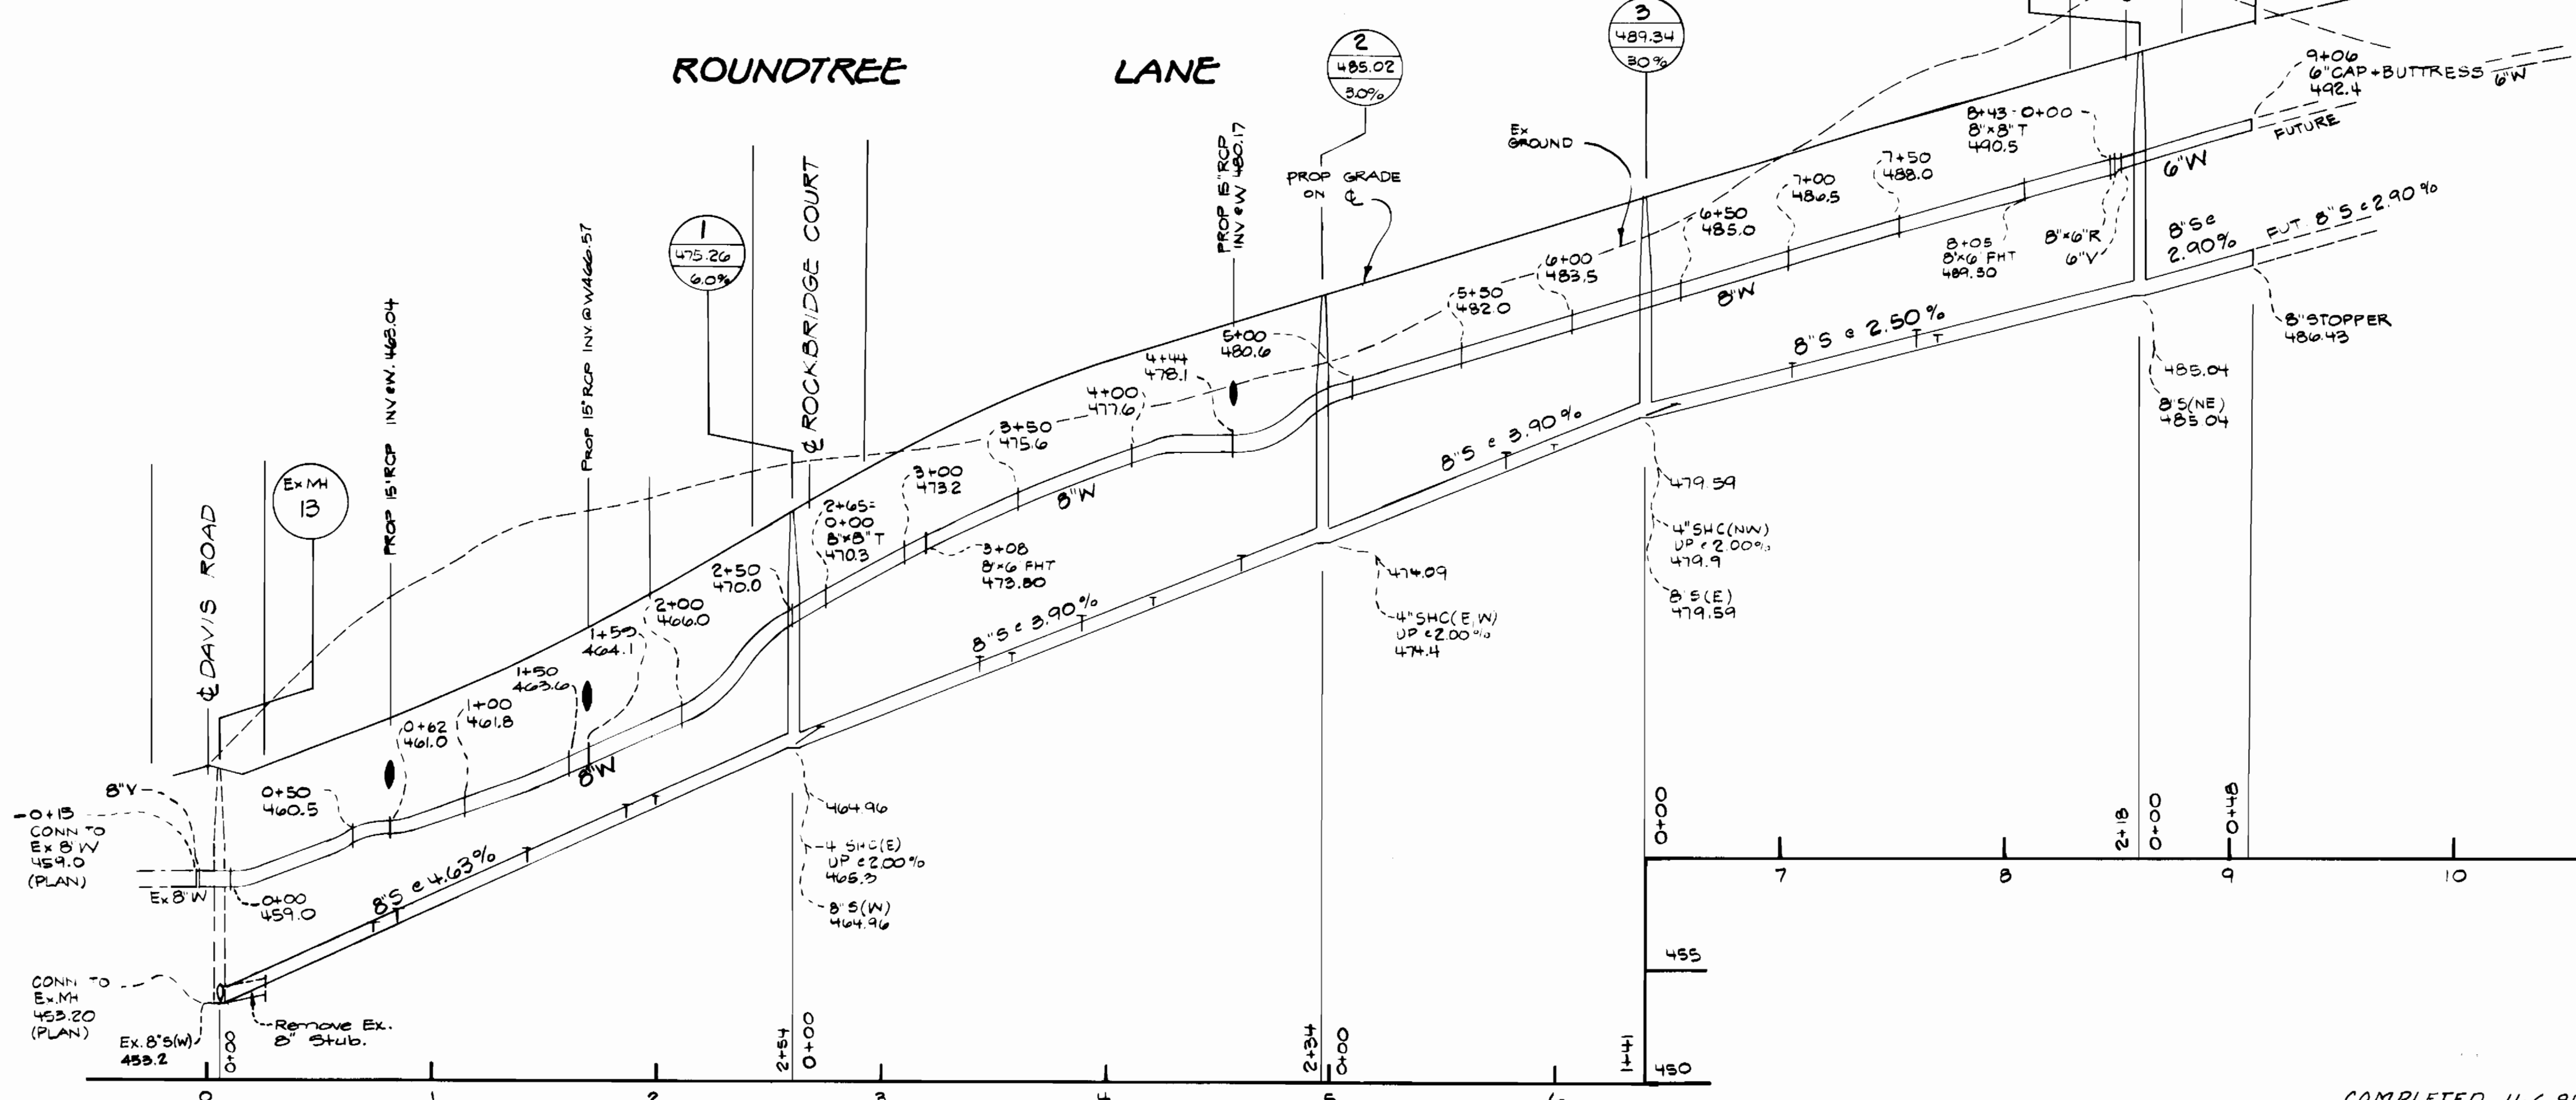 ROUNDTREE LANE
2
485.02
3.0%
3
489.34
3.0%
9+06
6"CAP+BUTTRESS
492.4
6"W
FUTURE
8+43 - 0+00
8"x8" T
490.5
6"W
PROP 15"RCP
INV @W 480.17
Ex
GROUND
PROP GRADE
ON ℄
7+50
488.0
7+00
486.5
6+50
485.0
6+00
483.5
5+50
482.0
5+00
480.6
8+05
8"x6" FHT
489.30
8"x6"R
6"V
8"S@
2.90%
FUT. 8"S @ 2.90%
8"STOPPER
486.43
485.04
8"S(NE)
485.04
8"W
8"S @ 2.50%
1
475.26
6.0%
℄ ROCKBRIDGE COURT
PROP 15"RCP INV.@W466.57
PROP 15"RCP INV@W. 463.04
4+44
478.1
4+00
477.6
3+50
475.6
3+00
473.2
8"W
2+65=
0+00
8"x8" T
470.3
3+08
8"x6" FHT
473.80
8"S @ 3.90%
479.59
4"SHC(NW)
UP @ 2.00%
479.9
8"S(E)
479.59
Ex MH
13
℄ DAVIS ROAD
2+50
470.0
2+00
466.0
1+55
464.1
1+50
463.6
1+00
461.8
0+62
461.0
0+50
460.5
8"W
8"S @ 3.90%
474.09
4"SHC(E,W)
UP @2.00%
474.4
8"V
-0+15
CONN TO
Ex 8"W
459.0
(PLAN)
Ex 8"W
0+00
459.0
8"S @ 4.63%
464.96
4" SHC(E)
UP @2.00%
465.3
8"S(W)
464.96
CONN TO
Ex.MH
453.20
(PLAN)
Ex. 8"S(W)
453.2
Remove Ex.
8" Stub.
0+00
2+54
0+00
2+34
0+00
1+41
0+00
2+18
0+00
0+48
7 8 9 10
455
450
0 1 2 3 4 5 6